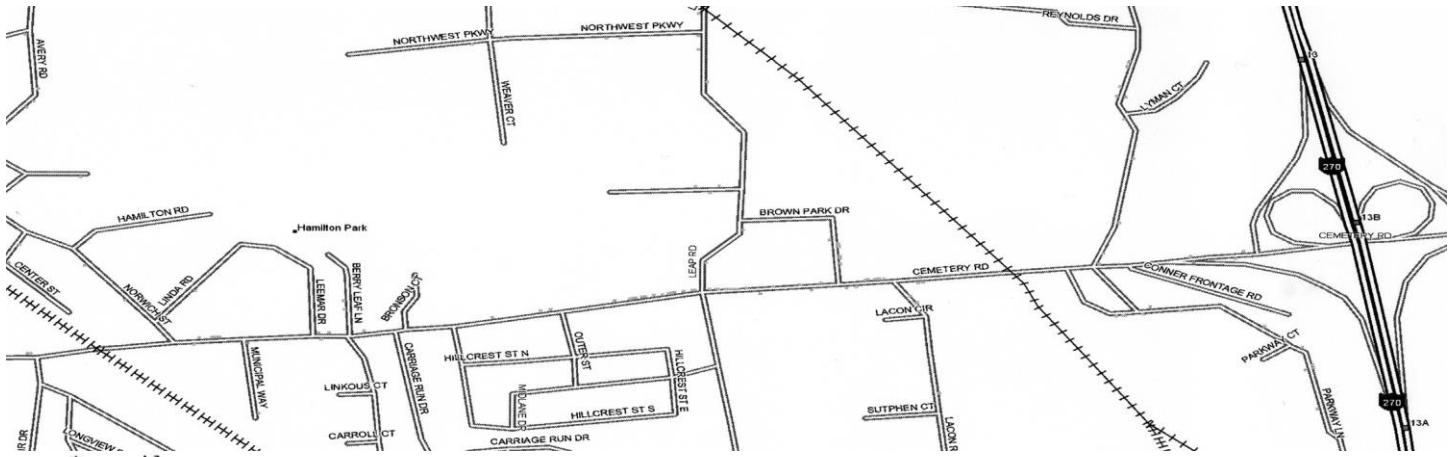 REYNOLDS DR
13
NORTHWEST PKWY
NORTHWEST PKWY
AVERY RD
WEAVER CT
LYMAN CT
270
HAMILTON RD
Hamilton Park
BROWN PARK DR
13B
CEMETERY RD
LEAP RD
CENTER ST
NORWICH ST
LINDA RD
LEEMAR DR
BERRY LEAF LN
BRONSON CT
CEMETERY RD
CONNER FRONTAGE RD
LACON CIR
MUNICIPAL WAY
CARRIAGE RUN DR
HILLCREST ST N
OUTER ST
HILLCREST ST E
PARKWAY CT
LINKOUS CT
MIDLANE DR
HILLCREST ST S
SUTPHEN CT
LACON R
PARKWAY LN
270
13A
IR DR
LONGVIEW
CARROLL CT
CARRIAGE RUN DR